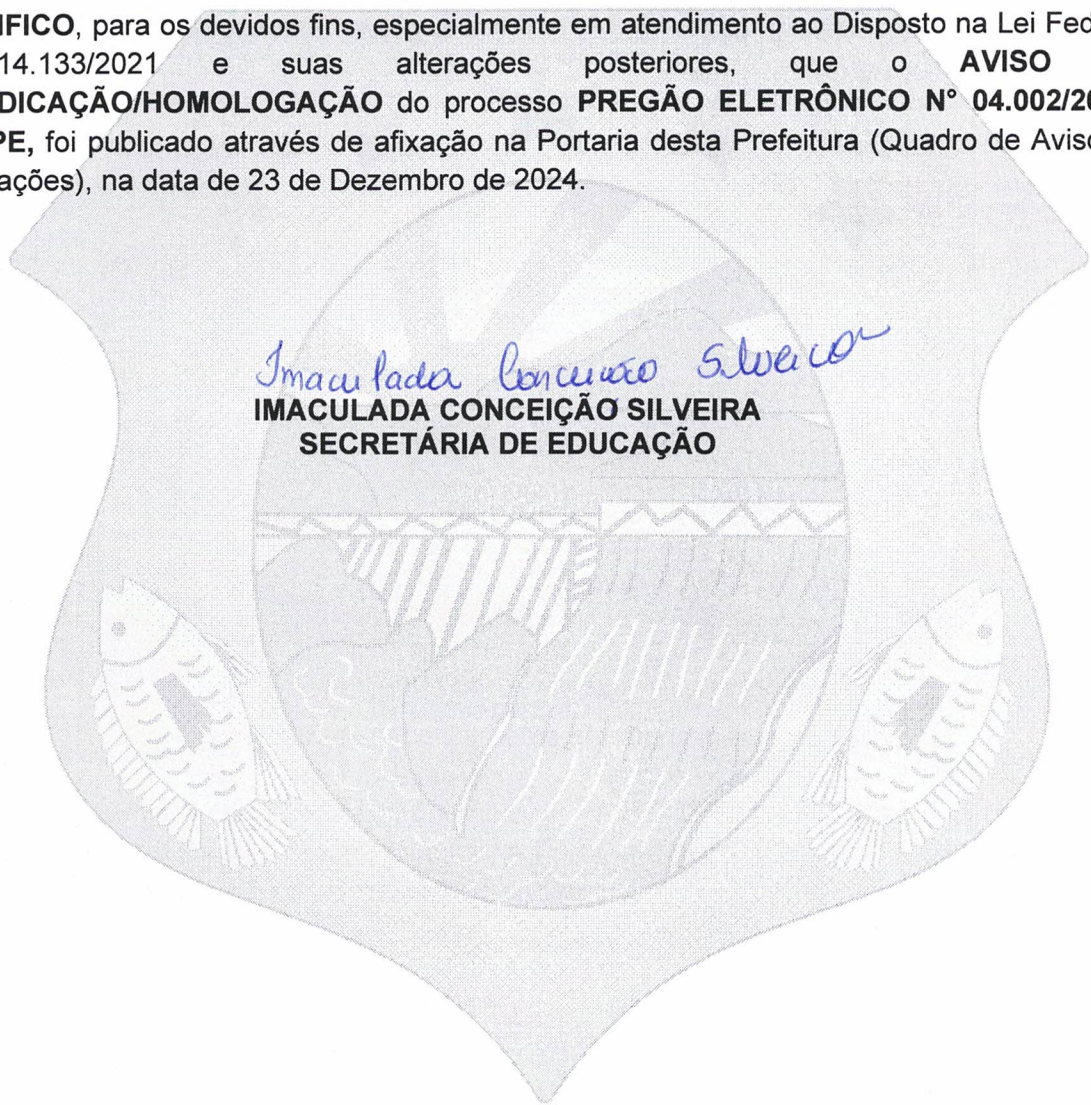 IFICO, para os devidos fins, especialmente em atendimento ao Disposto na Lei Fed
14.133/2021 e suas alterações posteriores, que o AVISO
DICAÇÃO/HOMOLOGAÇÃO do processo PREGÃO ELETRÔNICO N° 04.002/20
PE, foi publicado através de afixação na Portaria desta Prefeitura (Quadro de Aviso
ações), na data de 23 de Dezembro de 2024.
Imaculada Conceição Silveira
IMACULADA CONCEIÇÃO SILVEIRA
SECRETÁRIA DE EDUCAÇÃO